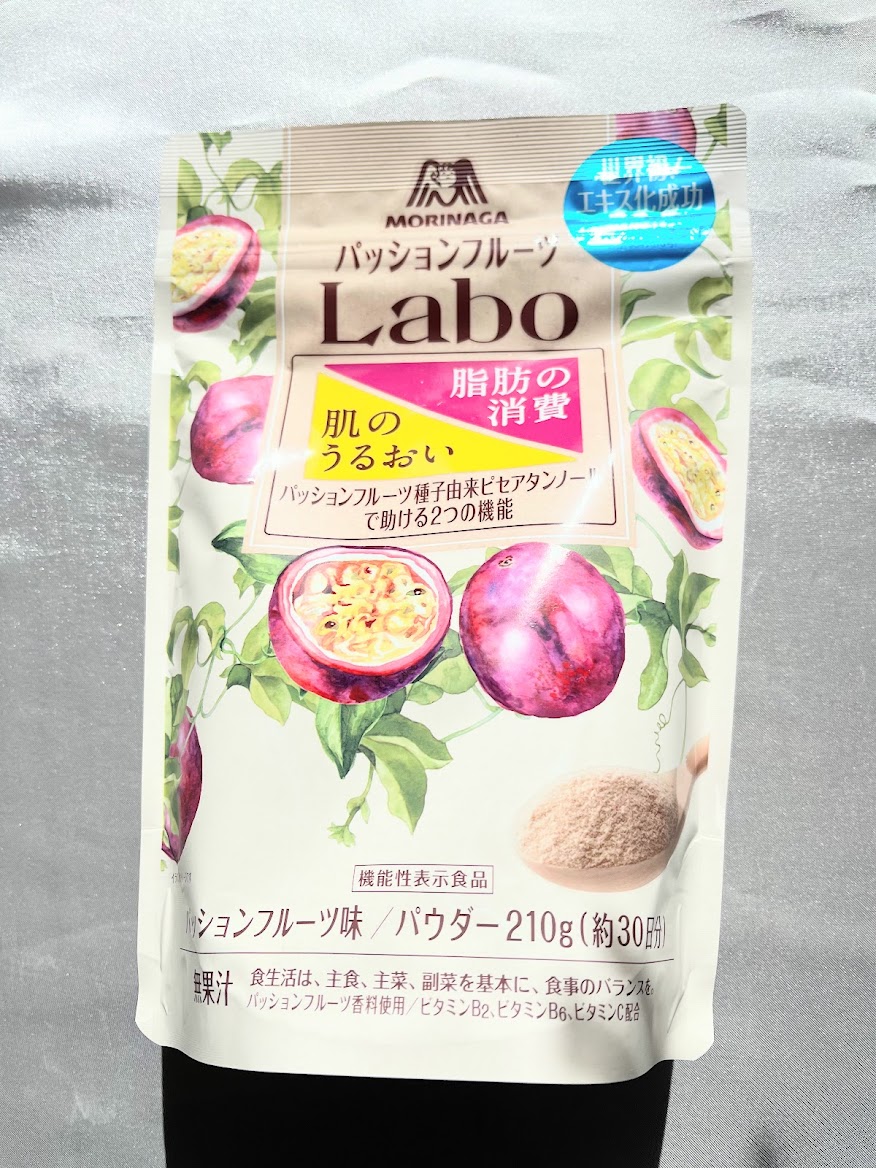 世界初!
エキス化成功
MORINAGA
パッションフルーツ
Labo
脂肪の
消費
肌の
うるおい
パッションフルーツ種子由来ピセアタンノール
で助ける2つの機能
機能性表示食品
パッションフルーツ味／パウダー210g(約30日分)
無果汁
食生活は、主食、主菜、副菜を基本に、食事のバランスを。
パッションフルーツ香料使用/ビタミンB2、ビタミンB6、ビタミンC配合